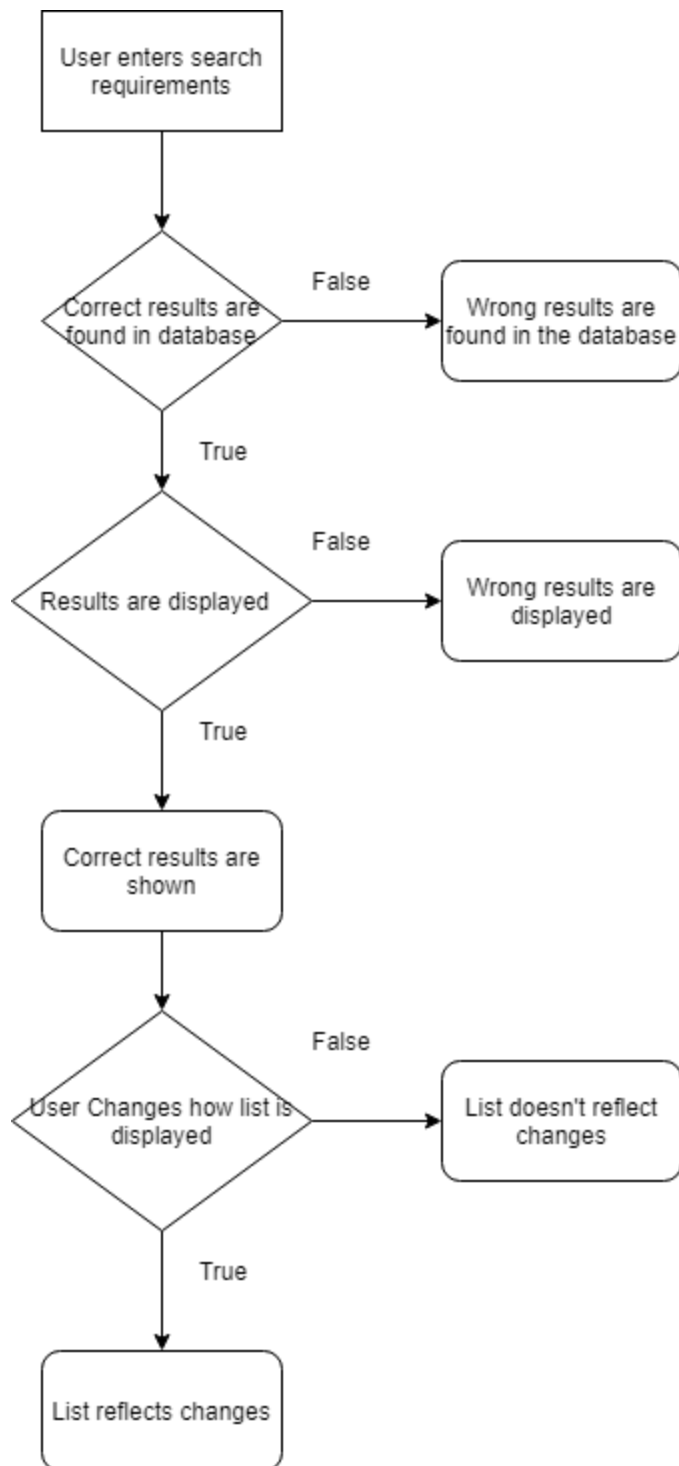 User enters search
requirements
False
Correct results are
found in database
Wrong results are
found in the database
True
False
Results are displayed
Wrong results are
displayed
True
Correct results are
shown
False
User Changes how list is
displayed
List doesn't reflect
changes
True
List reflects changes